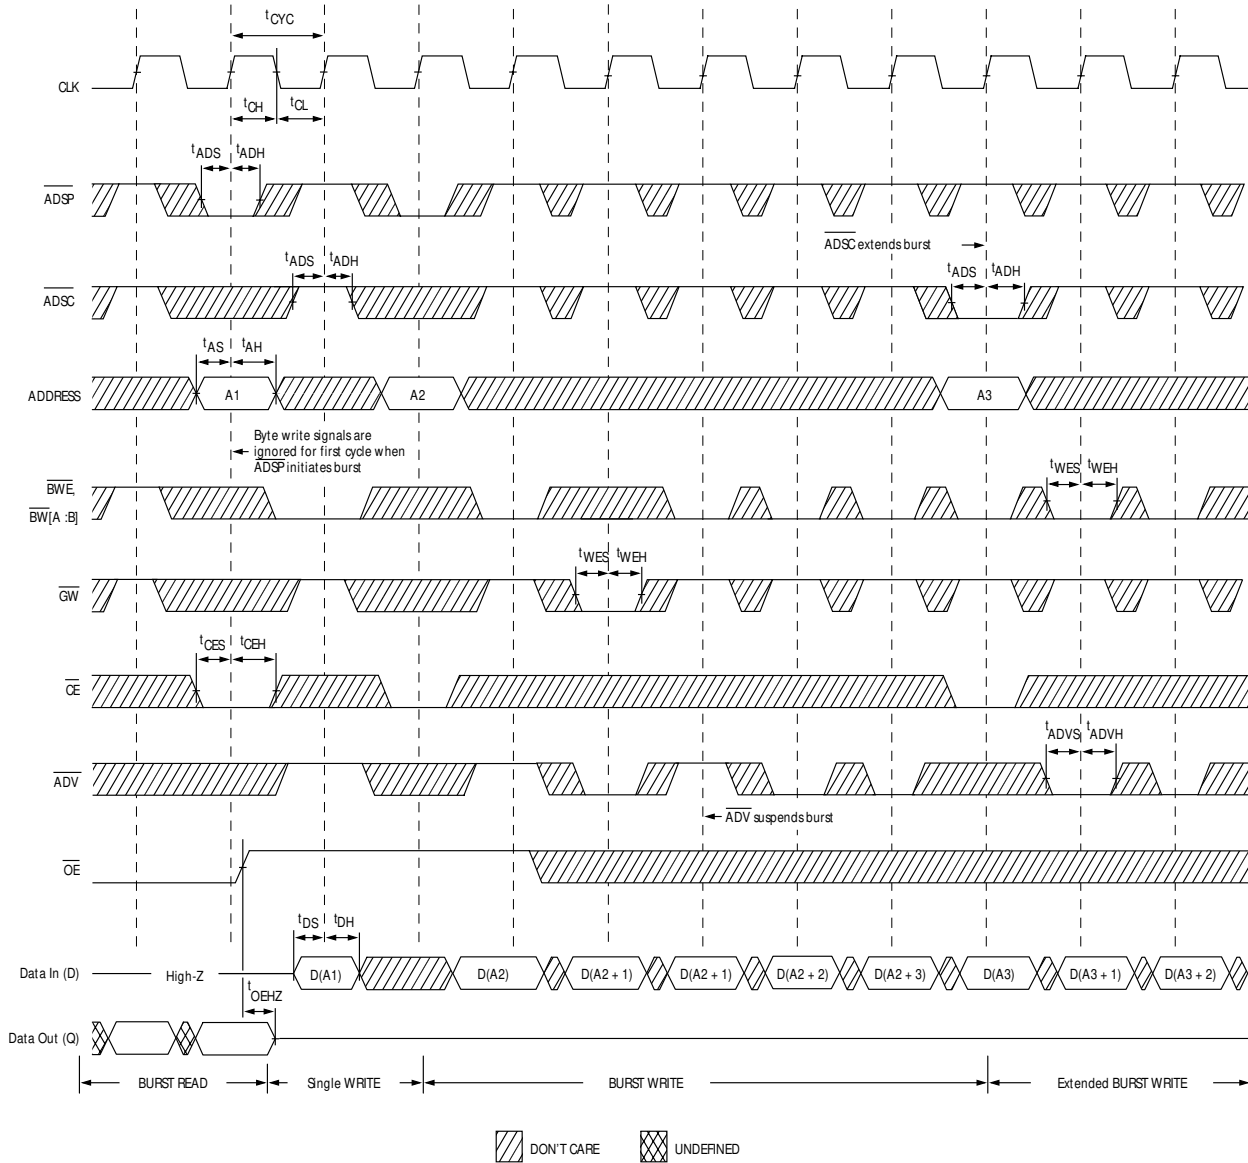 tCYC
CLK
tCH
tCL
tADS
tADH
ADSP
ADSC extends burst
tADS
tADH
tADS
tADH
ADSC
tAS
tAH
ADDRESS
A1
A2
A3
Byte write signals are
ignored for first cycle when
ADSP initiates burst
tWES
tWEH
BWE,
BW[A :B]
tWES
tWEH
GW
tCES
tCEH
CE
tADVS
tADVH
ADV
ADV suspends burst
OE
tDS
tDH
Data In (D)
High-Z
D(A1)
D(A2)
D(A2 + 1)
D(A2 + 1)
D(A2 + 2)
D(A2 + 3)
D(A3)
D(A3 + 1)
D(A3 + 2)
tOEHZ
Data Out (Q)
BURST READ
Single WRITE
BURST WRITE
Extended BURST WRITE
DON'T CARE
UNDEFINED